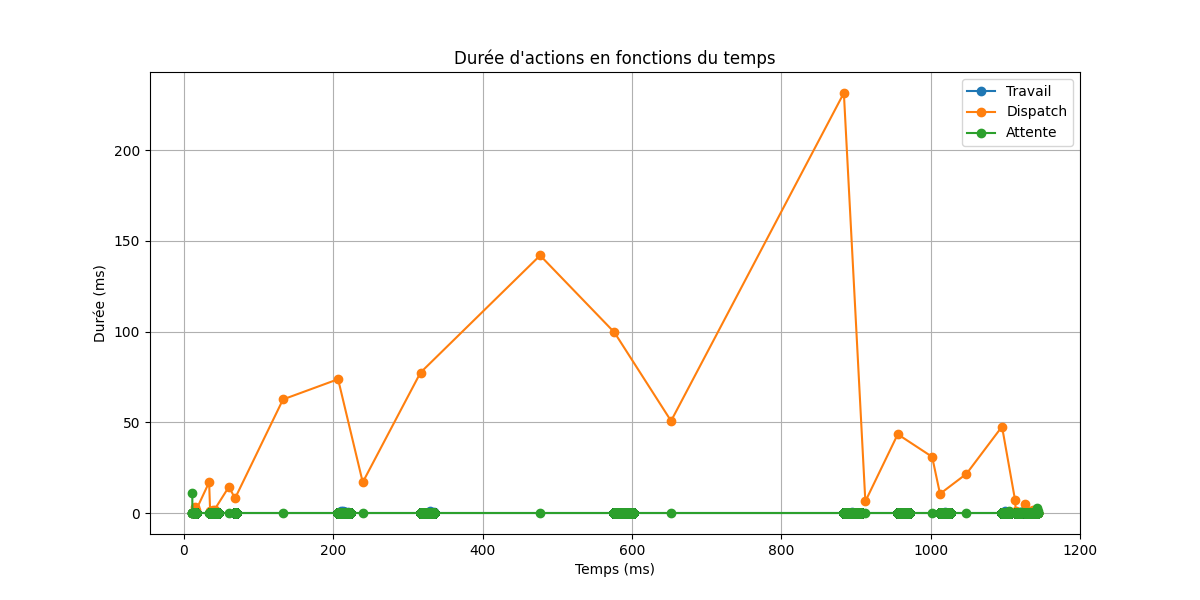 Durée d'actions en fonctions du temps
Travail
Dispatch
Attente
Durée (ms)
200
150
100
50
0
0 200 400 600 800 1000 1200
Temps (ms)